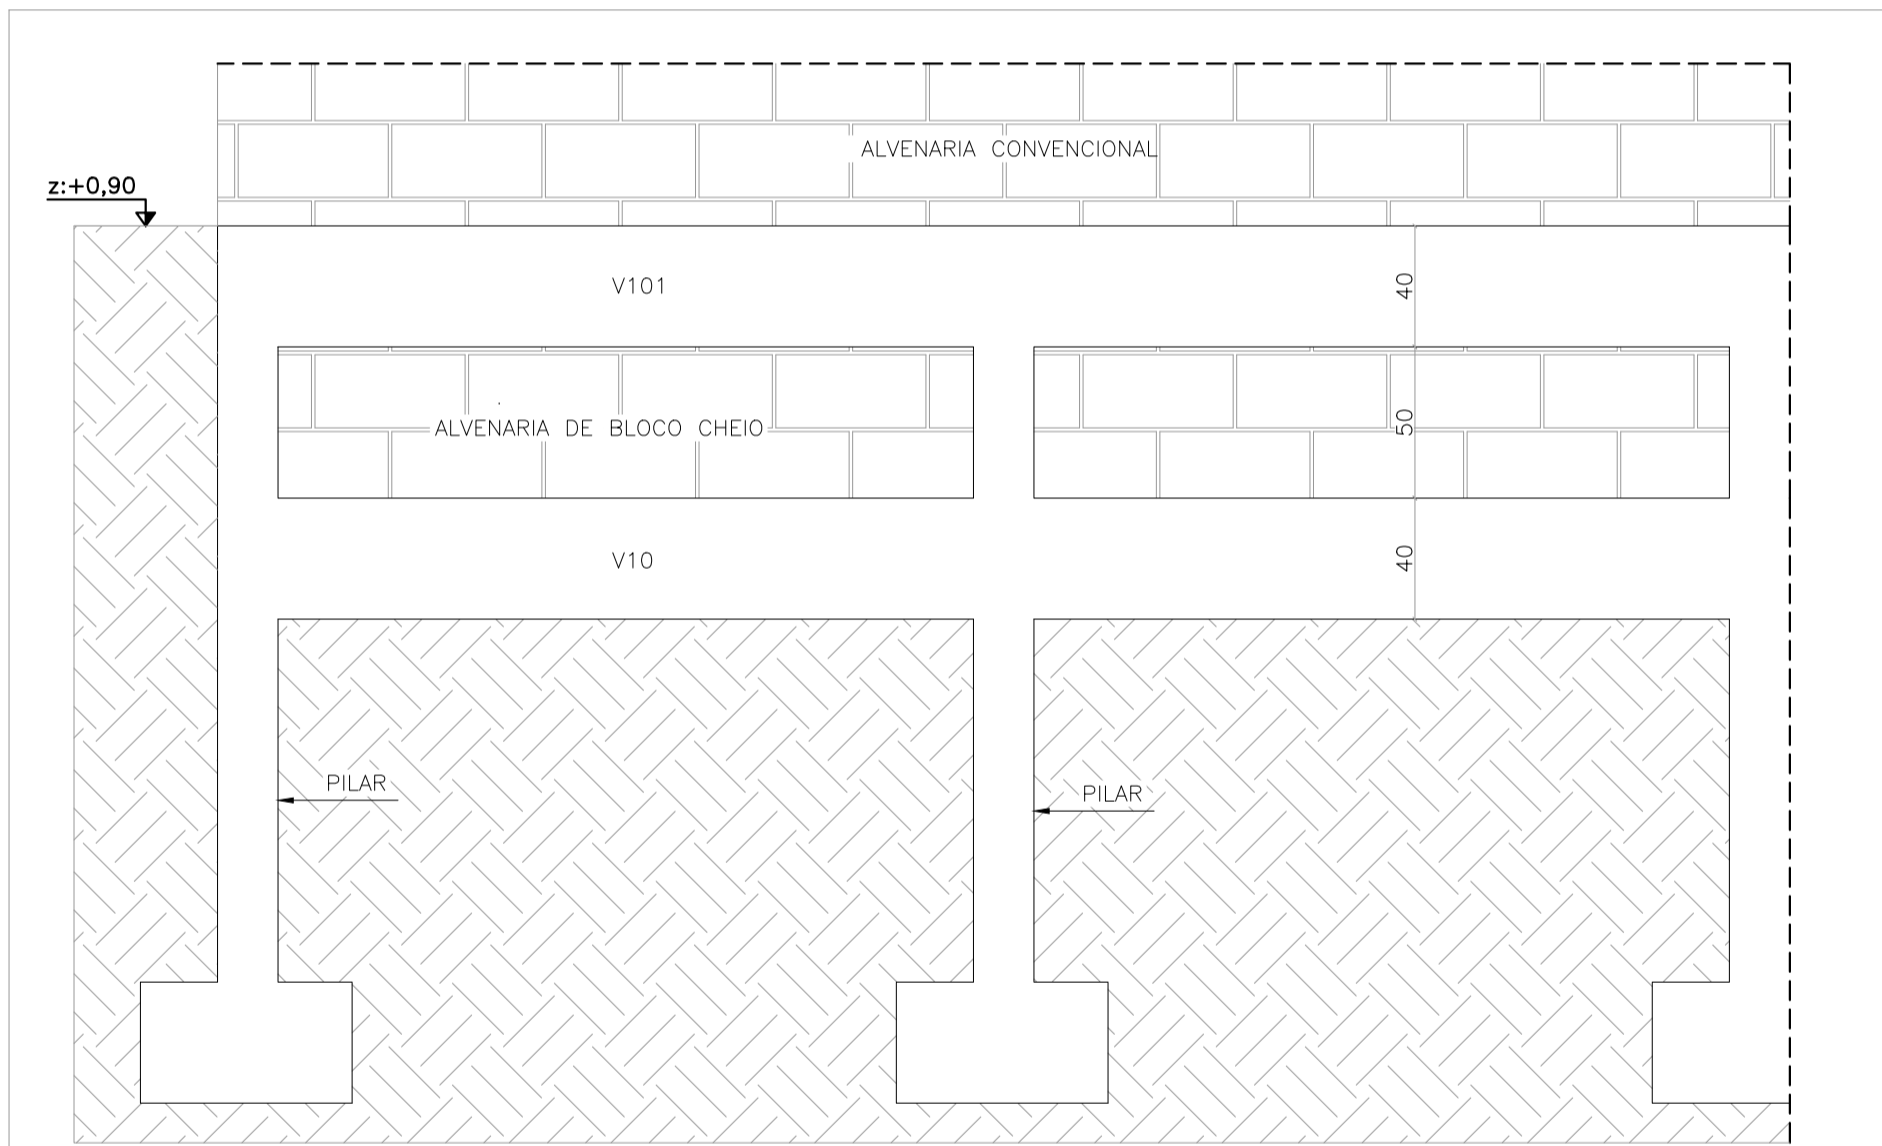 ALVENARIA CONVENCIONAL
z:+0,90
V101
40
ALVENARIA DE BLOCO CHEIO
50
V10
40
PILAR
PILAR